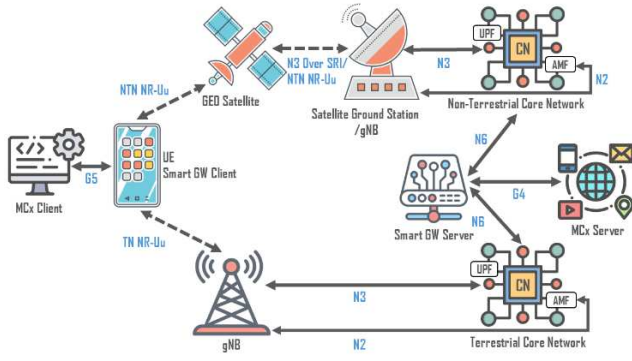 UPF
CN
AMF
N3 Over SRI/
NTN NR-Uu
N3
N2
NTN NR-Uu
GEO Satellite
Satellite Ground Station
/gNB
Non-Terrestrial Core Network
N6
UE
Smart GW Client
G5
MCx Client
G4
N6
Smart GW Server
MCx Server
TN NR-Uu
UPF
CN
AMF
N3
N2
gNB
Terrestrial Core Network